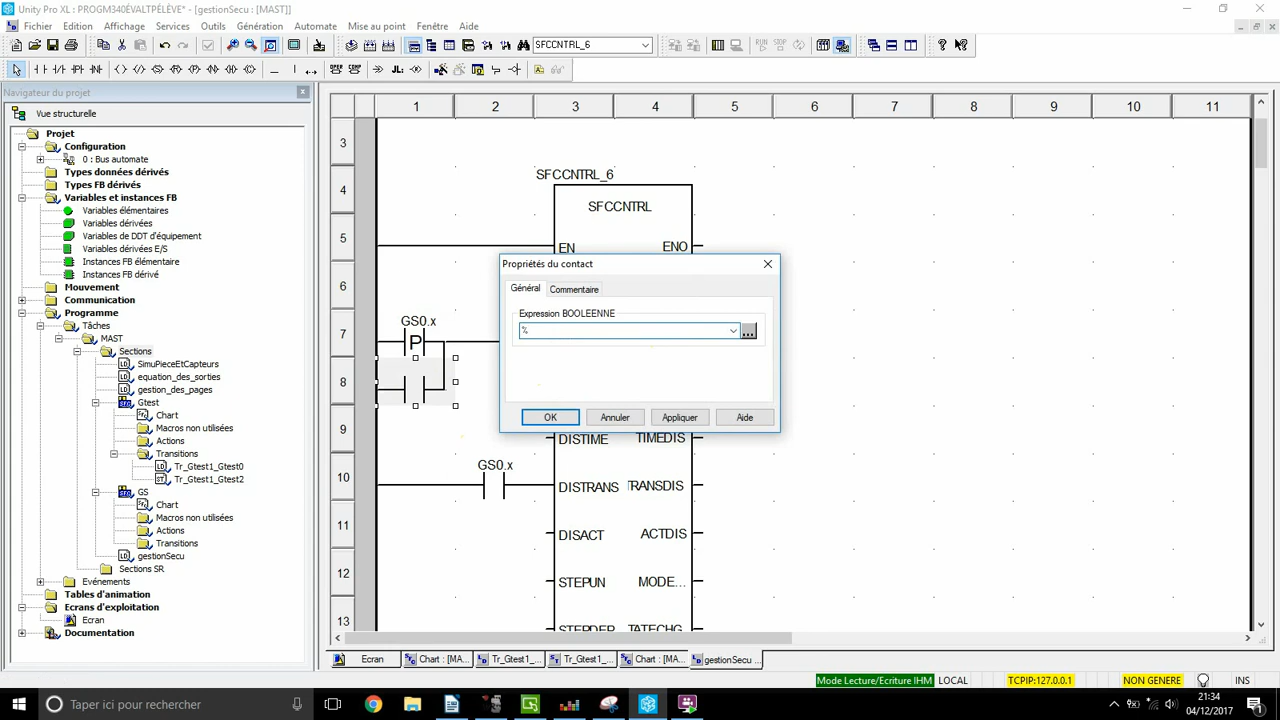 Unity Pro XL : PROGM340ÉVALTPÉLÈVE* - [gestionSecu : [MAST]]
Fichier Edition Affichage Services Outils Génération Automate Mise au point Fenêtre Aide
SFCCNTRL_6
Navigateur du projet
Vue structurelle
Projet
Configuration
0 : Bus automate
Types données dérivés
Types FB dérivés
Variables et instances FB
Variables élémentaires
Variables dérivées
Variables de DDT d'équipement
Variables dérivées E/S
Instances FB élémentaire
Instances FB dérivé
Mouvement
Communication
Programme
Tâches
MAST
Sections
SimuPieceEtCapteurs
equation_des_sorties
gestion_des_pages
Gtest
Chart
Macros non utilisées
Actions
Transitions
Tr_Gtest1_Gtest0
Tr_Gtest1_Gtest2
GS
Chart
Macros non utilisées
Actions
Transitions
gestionSecu
Sections SR
Evénements
Tables d'animation
Ecrans d'exploitation
Ecran
Documentation
1 2 3 4 5 6 7 8 9 10 11
3
SFCCNTRL_6
4
SFCCNTRL
5
EN ENO
6
GS0.x
7
P
8
9
DISTIME TIMEDIS
GS0.x
10
DISTRANS TRANSDIS
11
DISACT ACTDIS
12
STEPUN MODE...
13
STEPDEP TATECHG
Propriétés du contact
Général Commentaire
Expression BOOLEENNE
%
...
OK Annuler Appliquer Aide
Ecran Chart : [MA... Tr_Gtest1_... Tr_Gtest1_... Chart : [MA... gestionSecu ...
Mode Lecture/Ecriture IHM LOCAL TCPIP:127.0.0.1 NON GENERE INS
Taper ici pour rechercher
21:34
04/12/2017